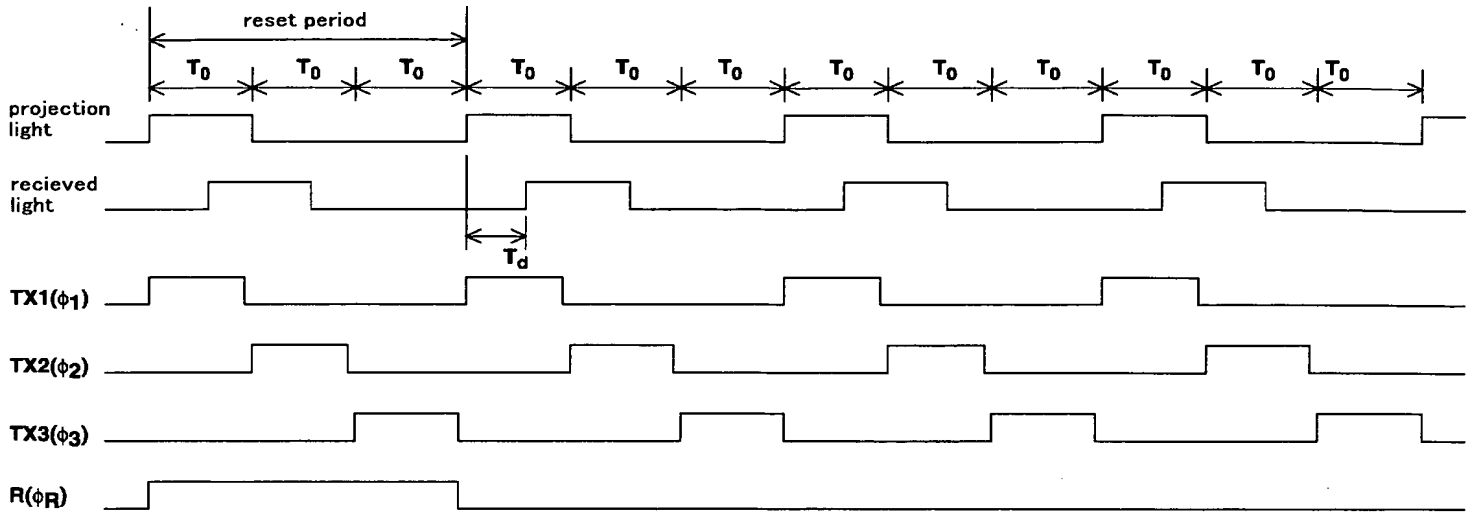 reset period
T0 T0 T0 T0 T0 T0 T0 T0 T0 T0 T0 T0
projection
light
recieved
light
Td
TX1(ϕ1)
TX2(ϕ2)
TX3(ϕ3)
R(ϕR)